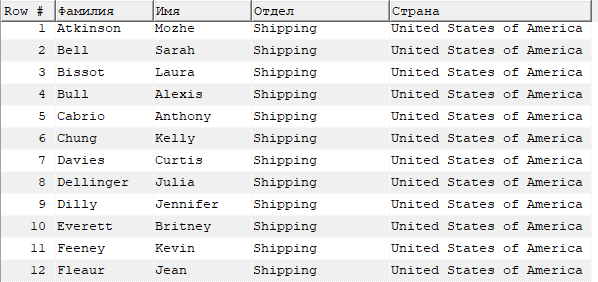 Row # Фамилия Имя Отдел Страна
1 Atkinson Mozhe Shipping United States of America
2 Bell Sarah Shipping United States of America
3 Bissot Laura Shipping United States of America
4 Bull Alexis Shipping United States of America
5 Cabrio Anthony Shipping United States of America
6 Chung Kelly Shipping United States of America
7 Davies Curtis Shipping United States of America
8 Dellinger Julia Shipping United States of America
9 Dilly Jennifer Shipping United States of America
10 Everett Britney Shipping United States of America
11 Feeney Kevin Shipping United States of America
12 Fleaur Jean Shipping United States of America